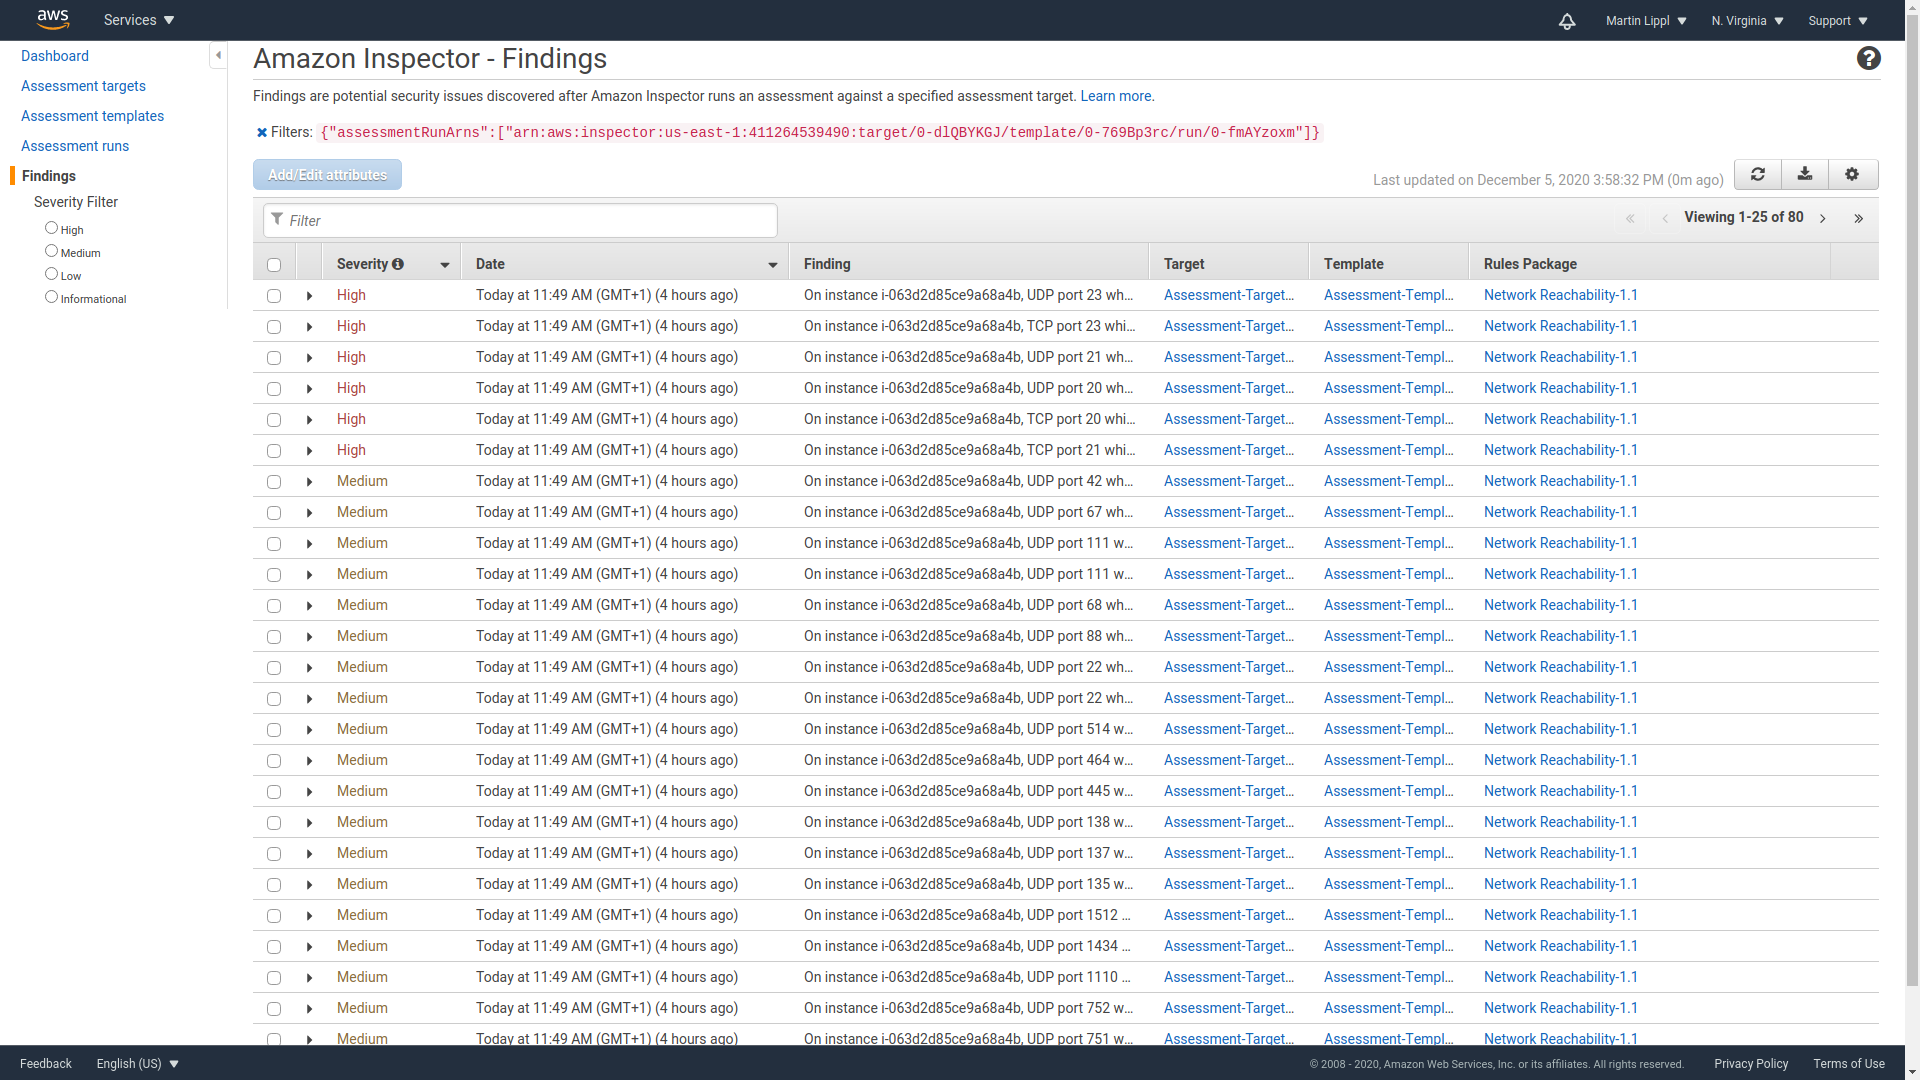 aws Services Martin Lippl N. Virginia Support
Dashboard
Assessment targets
Assessment templates
Assessment runs
Findings
Severity Filter
High
Medium
Low
Informational
Amazon Inspector - Findings
Findings are potential security issues discovered after Amazon Inspector runs an assessment against a specified assessment target. Learn more.
Filters: {"assessmentRunArns":["arn:aws:inspector:us-east-1:411264539490:target/0-dlQBYKGJ/template/0-769Bp3rc/run/0-fmAYzoxm"]}
Add/Edit attributes Last updated on December 5, 2020 3:58:32 PM (0m ago)
Filter « ‹ Viewing 1-25 of 80 › »
Severity Date Finding Target Template Rules Package
High Today at 11:49 AM (GMT+1) (4 hours ago) On instance i-063d2d85ce9a68a4b, UDP port 23 wh... Assessment-Target... Assessment-Templ... Network Reachability-1.1
High Today at 11:49 AM (GMT+1) (4 hours ago) On instance i-063d2d85ce9a68a4b, TCP port 23 whi... Assessment-Target... Assessment-Templ... Network Reachability-1.1
High Today at 11:49 AM (GMT+1) (4 hours ago) On instance i-063d2d85ce9a68a4b, UDP port 21 wh... Assessment-Target... Assessment-Templ... Network Reachability-1.1
High Today at 11:49 AM (GMT+1) (4 hours ago) On instance i-063d2d85ce9a68a4b, UDP port 20 wh... Assessment-Target... Assessment-Templ... Network Reachability-1.1
High Today at 11:49 AM (GMT+1) (4 hours ago) On instance i-063d2d85ce9a68a4b, TCP port 20 whi... Assessment-Target... Assessment-Templ... Network Reachability-1.1
High Today at 11:49 AM (GMT+1) (4 hours ago) On instance i-063d2d85ce9a68a4b, TCP port 21 whi... Assessment-Target... Assessment-Templ... Network Reachability-1.1
Medium Today at 11:49 AM (GMT+1) (4 hours ago) On instance i-063d2d85ce9a68a4b, UDP port 42 wh... Assessment-Target... Assessment-Templ... Network Reachability-1.1
Medium Today at 11:49 AM (GMT+1) (4 hours ago) On instance i-063d2d85ce9a68a4b, UDP port 67 wh... Assessment-Target... Assessment-Templ... Network Reachability-1.1
Medium Today at 11:49 AM (GMT+1) (4 hours ago) On instance i-063d2d85ce9a68a4b, UDP port 111 w... Assessment-Target... Assessment-Templ... Network Reachability-1.1
Medium Today at 11:49 AM (GMT+1) (4 hours ago) On instance i-063d2d85ce9a68a4b, UDP port 111 w... Assessment-Target... Assessment-Templ... Network Reachability-1.1
Medium Today at 11:49 AM (GMT+1) (4 hours ago) On instance i-063d2d85ce9a68a4b, UDP port 68 wh... Assessment-Target... Assessment-Templ... Network Reachability-1.1
Medium Today at 11:49 AM (GMT+1) (4 hours ago) On instance i-063d2d85ce9a68a4b, UDP port 88 wh... Assessment-Target... Assessment-Templ... Network Reachability-1.1
Medium Today at 11:49 AM (GMT+1) (4 hours ago) On instance i-063d2d85ce9a68a4b, UDP port 22 wh... Assessment-Target... Assessment-Templ... Network Reachability-1.1
Medium Today at 11:49 AM (GMT+1) (4 hours ago) On instance i-063d2d85ce9a68a4b, UDP port 22 wh... Assessment-Target... Assessment-Templ... Network Reachability-1.1
Medium Today at 11:49 AM (GMT+1) (4 hours ago) On instance i-063d2d85ce9a68a4b, UDP port 514 w... Assessment-Target... Assessment-Templ... Network Reachability-1.1
Medium Today at 11:49 AM (GMT+1) (4 hours ago) On instance i-063d2d85ce9a68a4b, UDP port 464 w... Assessment-Target... Assessment-Templ... Network Reachability-1.1
Medium Today at 11:49 AM (GMT+1) (4 hours ago) On instance i-063d2d85ce9a68a4b, UDP port 445 w... Assessment-Target... Assessment-Templ... Network Reachability-1.1
Medium Today at 11:49 AM (GMT+1) (4 hours ago) On instance i-063d2d85ce9a68a4b, UDP port 138 w... Assessment-Target... Assessment-Templ... Network Reachability-1.1
Medium Today at 11:49 AM (GMT+1) (4 hours ago) On instance i-063d2d85ce9a68a4b, UDP port 137 w... Assessment-Target... Assessment-Templ... Network Reachability-1.1
Medium Today at 11:49 AM (GMT+1) (4 hours ago) On instance i-063d2d85ce9a68a4b, UDP port 135 w... Assessment-Target... Assessment-Templ... Network Reachability-1.1
Medium Today at 11:49 AM (GMT+1) (4 hours ago) On instance i-063d2d85ce9a68a4b, UDP port 1512 ... Assessment-Target... Assessment-Templ... Network Reachability-1.1
Medium Today at 11:49 AM (GMT+1) (4 hours ago) On instance i-063d2d85ce9a68a4b, UDP port 1434 ... Assessment-Target... Assessment-Templ... Network Reachability-1.1
Medium Today at 11:49 AM (GMT+1) (4 hours ago) On instance i-063d2d85ce9a68a4b, UDP port 1110 ... Assessment-Target... Assessment-Templ... Network Reachability-1.1
Medium Today at 11:49 AM (GMT+1) (4 hours ago) On instance i-063d2d85ce9a68a4b, UDP port 752 w... Assessment-Target... Assessment-Templ... Network Reachability-1.1
Medium Today at 11:49 AM (GMT+1) (4 hours ago) On instance i-063d2d85ce9a68a4b, UDP port 751 w... Assessment-Target... Assessment-Templ... Network Reachability-1.1
Feedback English (US) © 2008 - 2020, Amazon Web Services, Inc. or its affiliates. All rights reserved. Privacy Policy Terms of Use